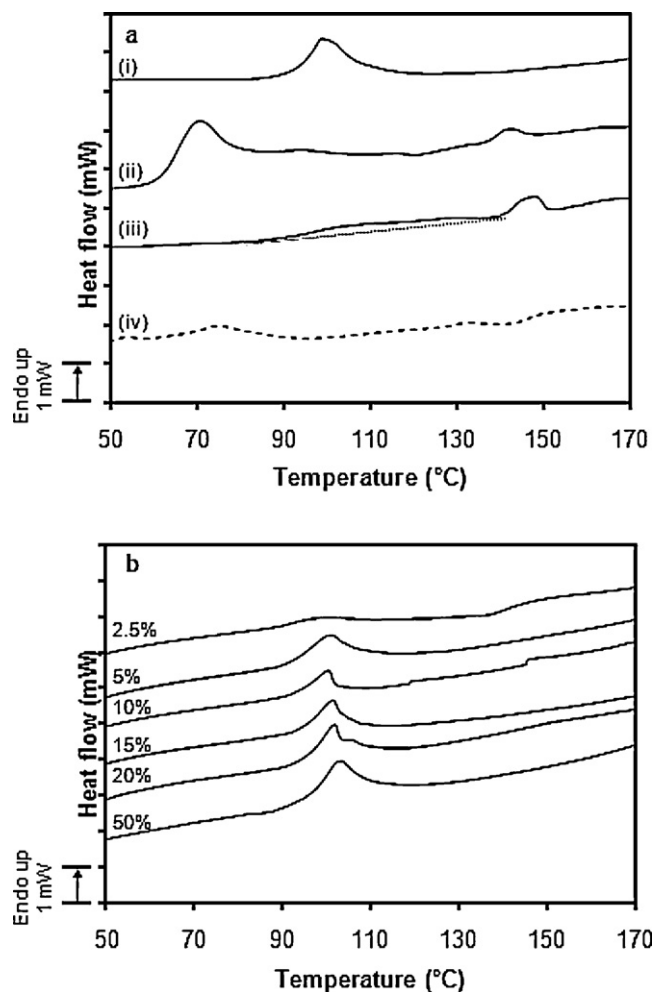 a
(i)
(ii)
(iii)
(iv)
Heat flow (mW)
Endo up
1 mW
50 70 90 110 130 150 170
Temperature (°C)
b
2.5%
5%
10%
15%
20%
50%
Heat flow (mW)
Endo up
1 mW
50 70 90 110 130 150 170
Temperature (°C)